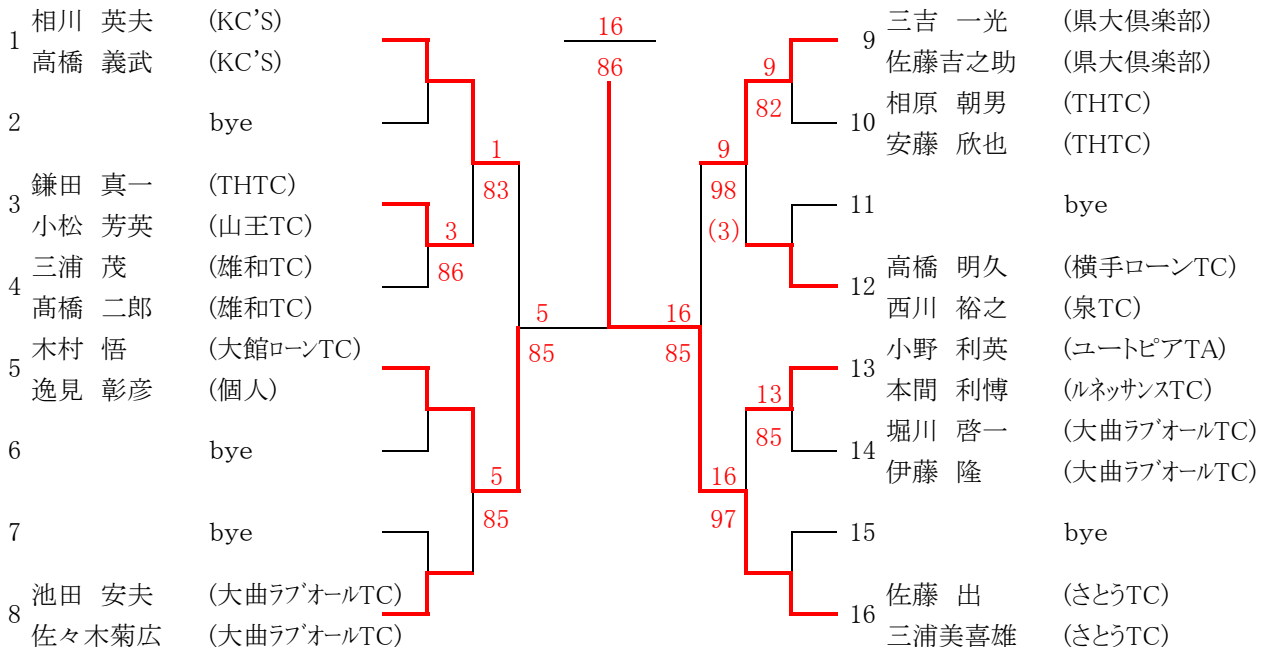 1 相川 英夫 (KC'S)
高橋 義武 (KC'S)
2 bye
3 鎌田 真一 (THTC)
小松 芳英 (山王TC)
4 三浦 茂 (雄和TC)
髙橋 二郎 (雄和TC)
5 木村 悟 (大館ﾛｰﾝTC)
逸見 彰彦 (個人)
6 bye
7 bye
8 池田 安夫 (大曲ﾗﾌﾞｵｰﾙTC)
佐々木菊広 (大曲ﾗﾌﾞｵｰﾙTC)
1
83
3
86
5
85
5
85
16
86
16
85
9
98
(3)
9
82
13
85
16
97
9 三吉 一光 (県大倶楽部)
佐藤吉之助 (県大倶楽部)
10 相原 朝男 (THTC)
安藤 欣也 (THTC)
11 bye
12 高橋 明久 (横手ローンTC)
西川 裕之 (泉TC)
13 小野 利英 (ユートピアTA)
本間 利博 (ﾙﾈｯｻﾝｽTC)
14 堀川 啓一 (大曲ﾗﾌﾞｵｰﾙTC)
伊藤 隆 (大曲ﾗﾌﾞｵｰﾙTC)
15 bye
16 佐藤 出 (さとうTC)
三浦美喜雄 (さとうTC)